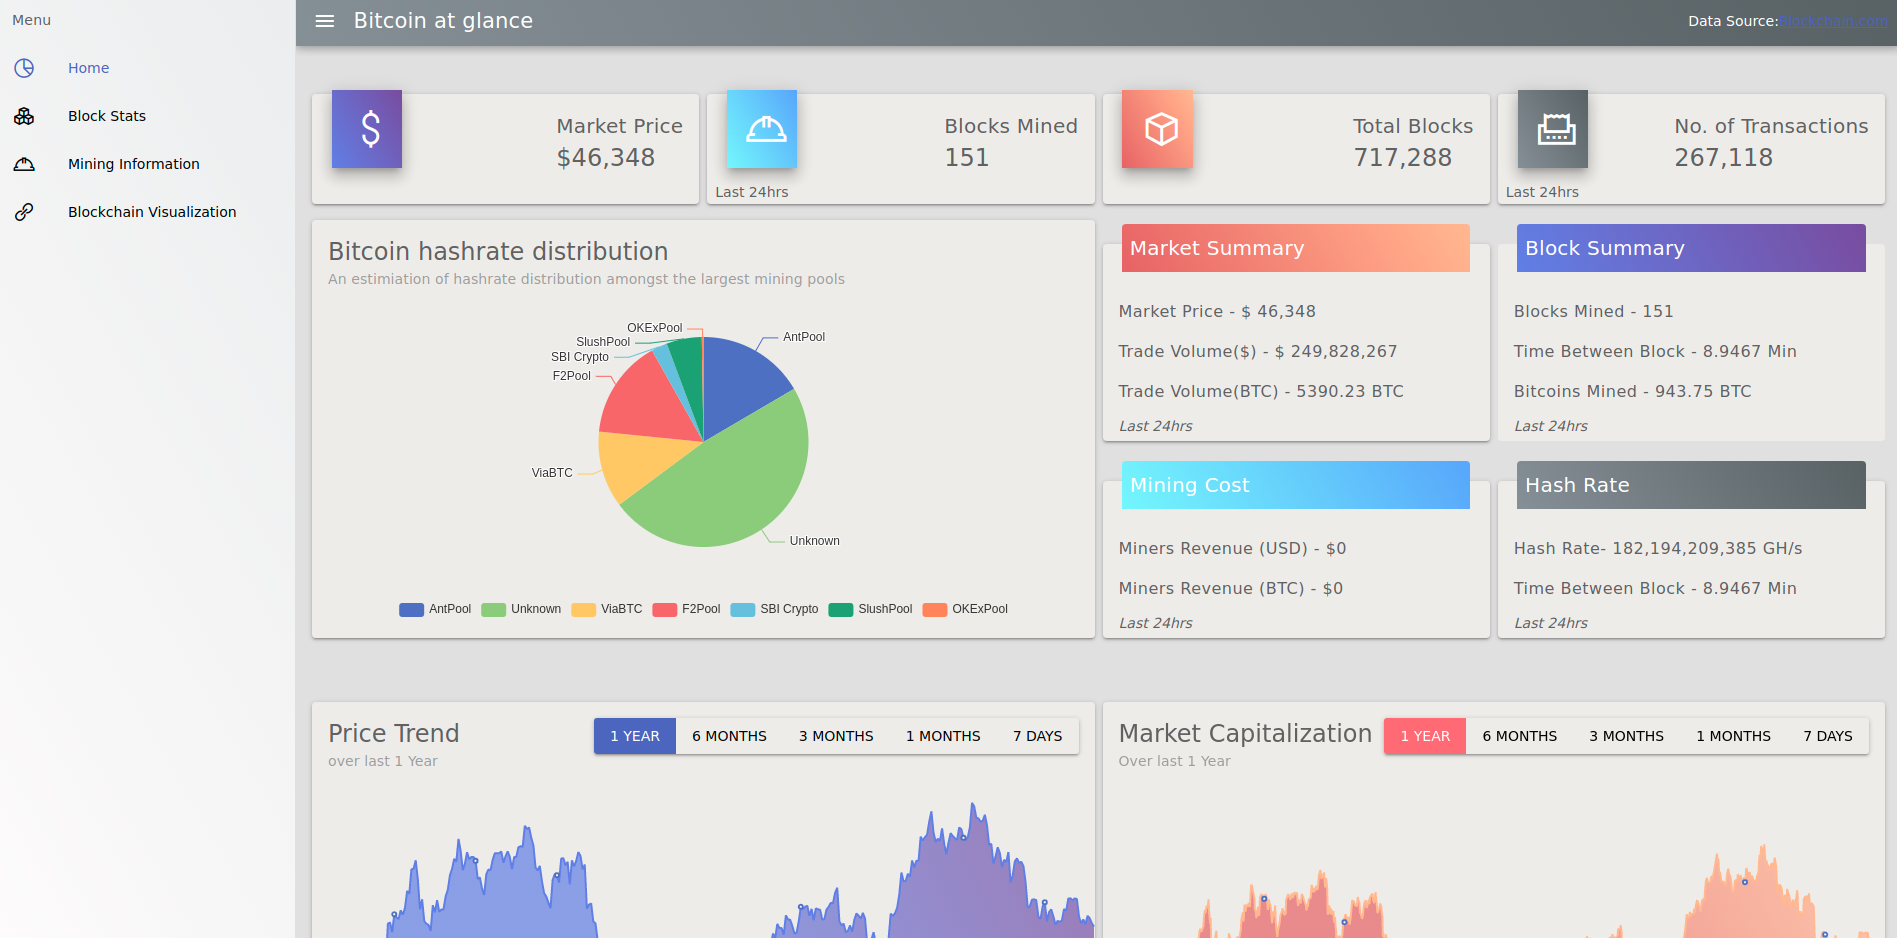 Menu
Home
Block Stats
Mining Information
Blockchain Visualization
Bitcoin at glance
Data Source:Blockchain.com
Market Price
$46,348
Blocks Mined
151
Last 24hrs
Total Blocks
717,288
No. of Transactions
267,118
Last 24hrs
Bitcoin hashrate distribution
An estimiation of hashrate distribution amongst the largest mining pools
OKExPool
SlushPool
SBI Crypto
F2Pool
ViaBTC
AntPool
Unknown
AntPool Unknown ViaBTC F2Pool SBI Crypto SlushPool OKExPool
Market Summary
Market Price - $ 46,348
Trade Volume($) - $ 249,828,267
Trade Volume(BTC) - 5390.23 BTC
Last 24hrs
Block Summary
Blocks Mined - 151
Time Between Block - 8.9467 Min
Bitcoins Mined - 943.75 BTC
Last 24hrs
Mining Cost
Miners Revenue (USD) - $0
Miners Revenue (BTC) - $0
Last 24hrs
Hash Rate
Hash Rate- 182,194,209,385 GH/s
Time Between Block - 8.9467 Min
Last 24hrs
Price Trend
over last 1 Year
1 YEAR 6 MONTHS 3 MONTHS 1 MONTHS 7 DAYS
Market Capitalization
Over last 1 Year
1 YEAR 6 MONTHS 3 MONTHS 1 MONTHS 7 DAYS